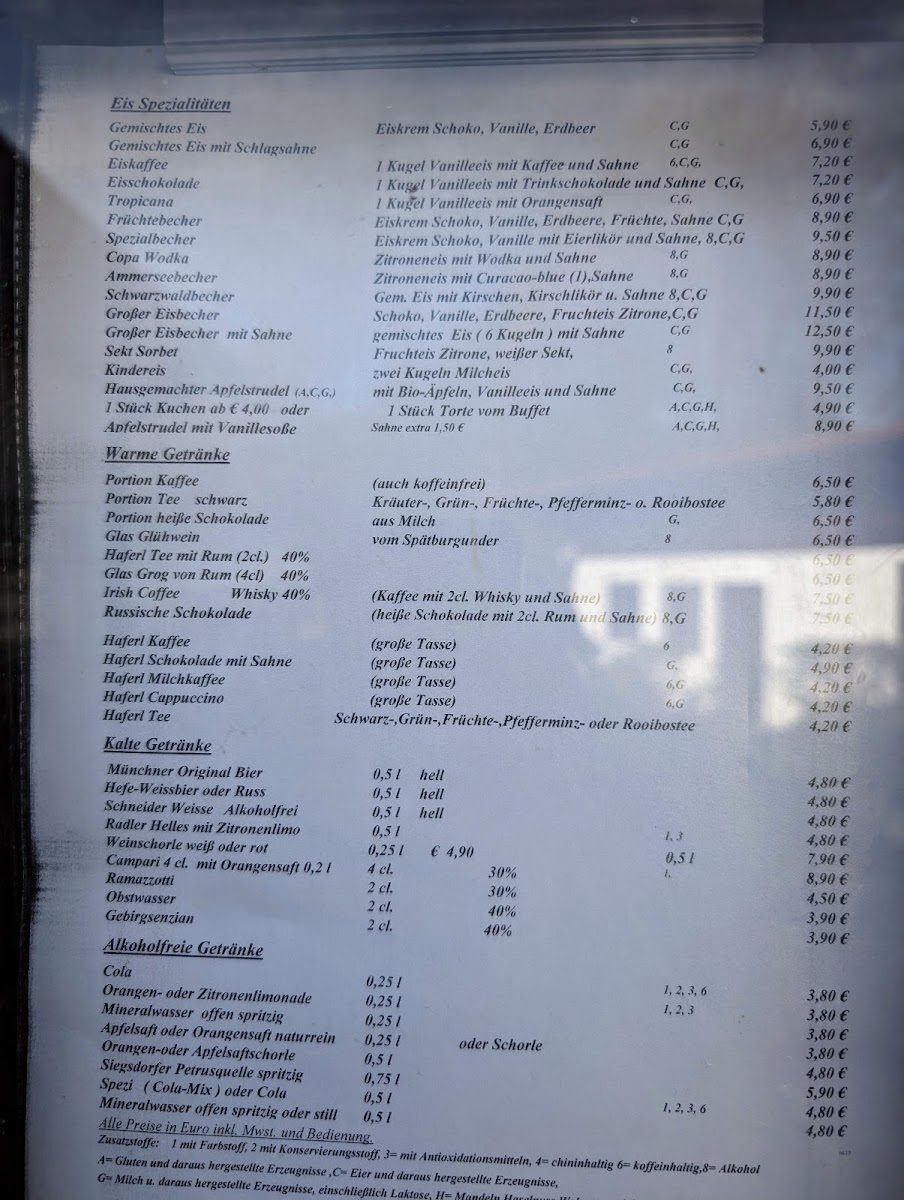 Eis Spezialitäten
Gemischtes Eis Eiskrem Schoko, Vanille, Erdbeer C,G 5,90 €
Gemischtes Eis mit Schlagsahne C,G 6,90 €
Eiskaffee 1 Kugel Vanilleeis mit Kaffee und Sahne 6,C,G, 7,20 €
Eisschokolade 1 Kugel Vanilleeis mit Trinkschokolade und Sahne C,G, 7,20 €
Tropicana 1 Kugel Vanilleeis mit Orangensaft C,G, 6,90 €
Früchtebecher Eiskrem Schoko, Vanille, Erdbeere, Früchte, Sahne C,G 8,90 €
Spezialbecher Eiskrem Schoko, Vanille mit Eierlikör und Sahne, 8,C,G 9,50 €
Copa Wodka Zitroneneis mit Wodka und Sahne 8,G 8,90 €
Ammerseebecher Zitroneneis mit Curacao-blue (1),Sahne 8,G 8,90 €
Schwarzwaldbecher Gem. Eis mit Kirschen, Kirschlikör u. Sahne 8,C,G 9,90 €
Großer Eisbecher Schoko, Vanille, Erdbeere, Fruchteis Zitrone,C,G 11,50 €
Großer Eisbecher mit Sahne gemischtes Eis ( 6 Kugeln ) mit Sahne C,G 12,50 €
Sekt Sorbet Fruchteis Zitrone, weißer Sekt, 8 9,90 €
Kindereis zwei Kugeln Milcheis C,G, 4,00 €
Hausgemachter Apfelstrudel (A,C,G,) mit Bio-Äpfeln, Vanilleeis und Sahne C,G, 9,50 €
1 Stück Kuchen ab € 4,00 oder 1 Stück Torte vom Buffet A,C,G,H, 4,90 €
Apfelstrudel mit Vanillesoße Sahne extra 1,50 € A,C,G,H, 8,90 €
Warme Getränke
Portion Kaffee (auch koffeinfrei) 6,50 €
Portion Tee schwarz Kräuter-, Grün-, Früchte-, Pfefferminz- o. Rooibostee 5,80 €
Portion heiße Schokolade aus Milch G, 6,50 €
Glas Glühwein vom Spätburgunder 8 6,50 €
Haferl Tee mit Rum (2cl.) 40% 6,50 €
Glas Grog von Rum (4cl) 40% 6,50 €
Irish Coffee Whisky 40% (Kaffee mit 2cl. Whisky und Sahne) 8,G 7,50 €
Russische Schokolade (heiße Schokolade mit 2cl. Rum und Sahne) 8,G 7,50 €
Haferl Kaffee (große Tasse) 6 4,20 €
Haferl Schokolade mit Sahne (große Tasse) G, 4,90 €
Haferl Milchkaffee (große Tasse) 6,G 4,20 €
Haferl Cappuccino (große Tasse) 6,G 4,20 €
Haferl Tee Schwarz-,Grün-,Früchte-,Pfefferminz- oder Rooibostee 4,20 €
Kalte Getränke
Münchner Original Bier 0,5 l hell 4,80 €
Hefe-Weissbier oder Russ 0,5 l hell 4,80 €
Schneider Weisse Alkoholfrei 0,5 l hell 4,80 €
Radler Helles mit Zitronenlimo 0,5 l 1, 3 4,80 €
Weinschorle weiß oder rot 0,25 l € 4,90 0,5 l 7,90 €
Campari 4 cl. mit Orangensaft 0,2 l 4 cl. 30% 1, 8,90 €
Ramazzotti 2 cl. 30% 4,50 €
Obstwasser 2 cl. 40% 3,90 €
Gebirgsenzian 2 cl. 40% 3,90 €
Alkoholfreie Getränke
Cola 0,25 l 1, 2, 3, 6 3,80 €
Orangen- oder Zitronenlimonade 0,25 l 1, 2, 3 3,80 €
Mineralwasser offen spritzig 0,25 l 3,80 €
Apfelsaft oder Orangensaft naturrein 0,25 l oder Schorle 3,80 €
Orangen-oder Apfelsaftschorle 0,5 l 4,80 €
Siegsdorfer Petrusquelle spritzig 0,75 l 5,90 €
Spezi ( Cola-Mix ) oder Cola 0,5 l 1, 2, 3, 6 4,80 €
Mineralwasser offen spritzig oder still 0,5 l 4,80 €
Alle Preise in Euro inkl. Mwst. und Bedienung.
Zusatzstoffe: 1 mit Farbstoff, 2 mit Konservierungsstoff, 3= mit Antioxidationsmitteln, 4= chininhaltig 6= koffeinhaltig,8= Alkohol
A= Gluten und daraus hergestellte Erzeugnisse ,C= Eier und daraus hergestellte Erzeugnisse,
G= Milch u. daraus hergestellte Erzeugnisse, einschließlich Laktose, H= Mandeln